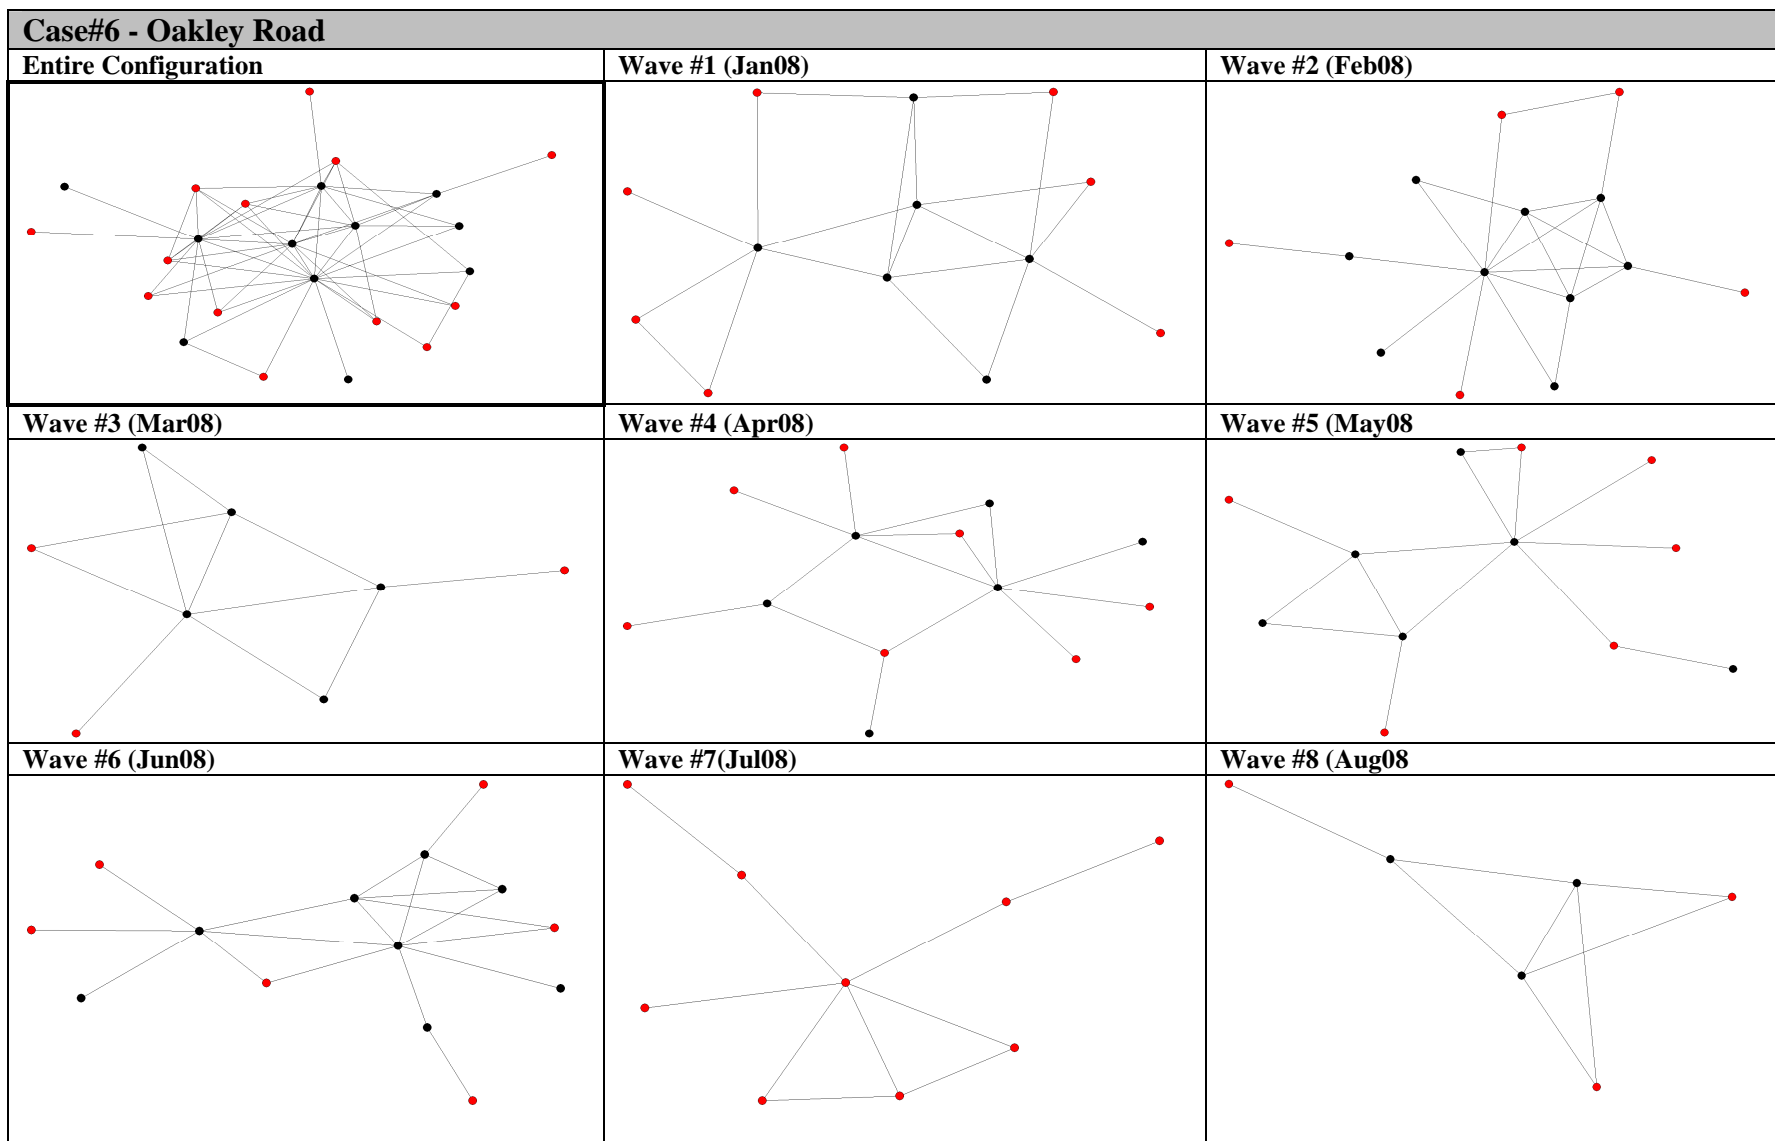 Case#6 - Oakley Road
Entire Configuration
Wave #1 (Jan08)
Wave #2 (Feb08)
Wave #3 (Mar08)
Wave #4 (Apr08)
Wave #5 (May08
Wave #6 (Jun08)
Wave #7(Jul08)
Wave #8 (Aug08